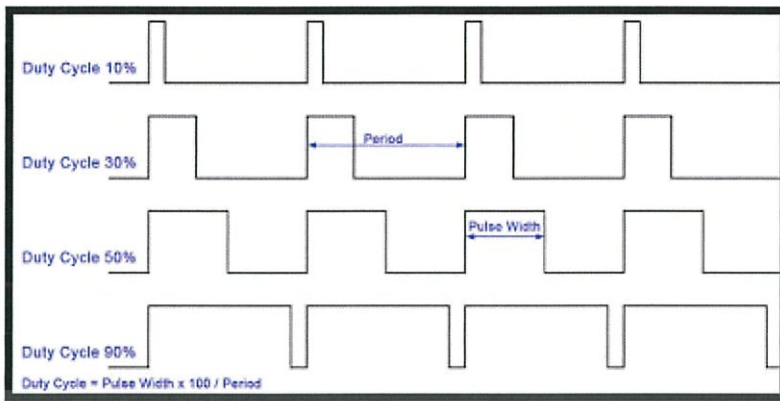 Duty Cycle 10%
Period
Duty Cycle 30%
Pulse Width
Duty Cycle 50%
Duty Cycle 90%
Duty Cycle = Pulse Width x 100 / Period